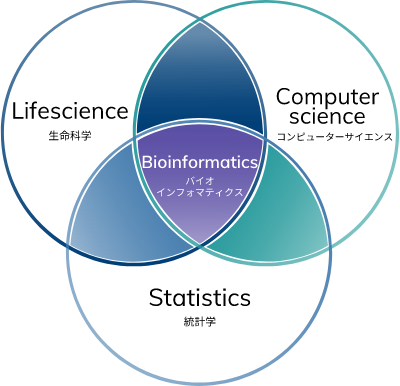 Lifescience
生命科学
Computer
science
コンピューターサイエンス
Bioinformatics
バイオ
インフォマティクス
Statistics
統計学